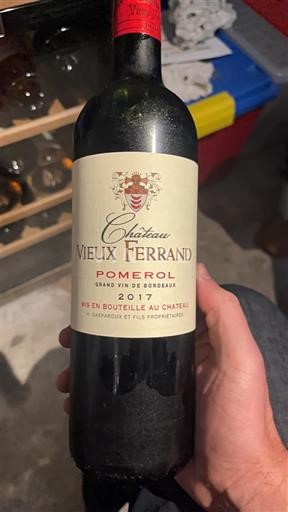 Château
VIEUX FERRAND
POMEROL
GRAND VIN DE BORDEAUX
2017
MIS EN BOUTEILLE AU CHATEAU
H. GASPAROUX ET FILS PROPRIÉTAIRES